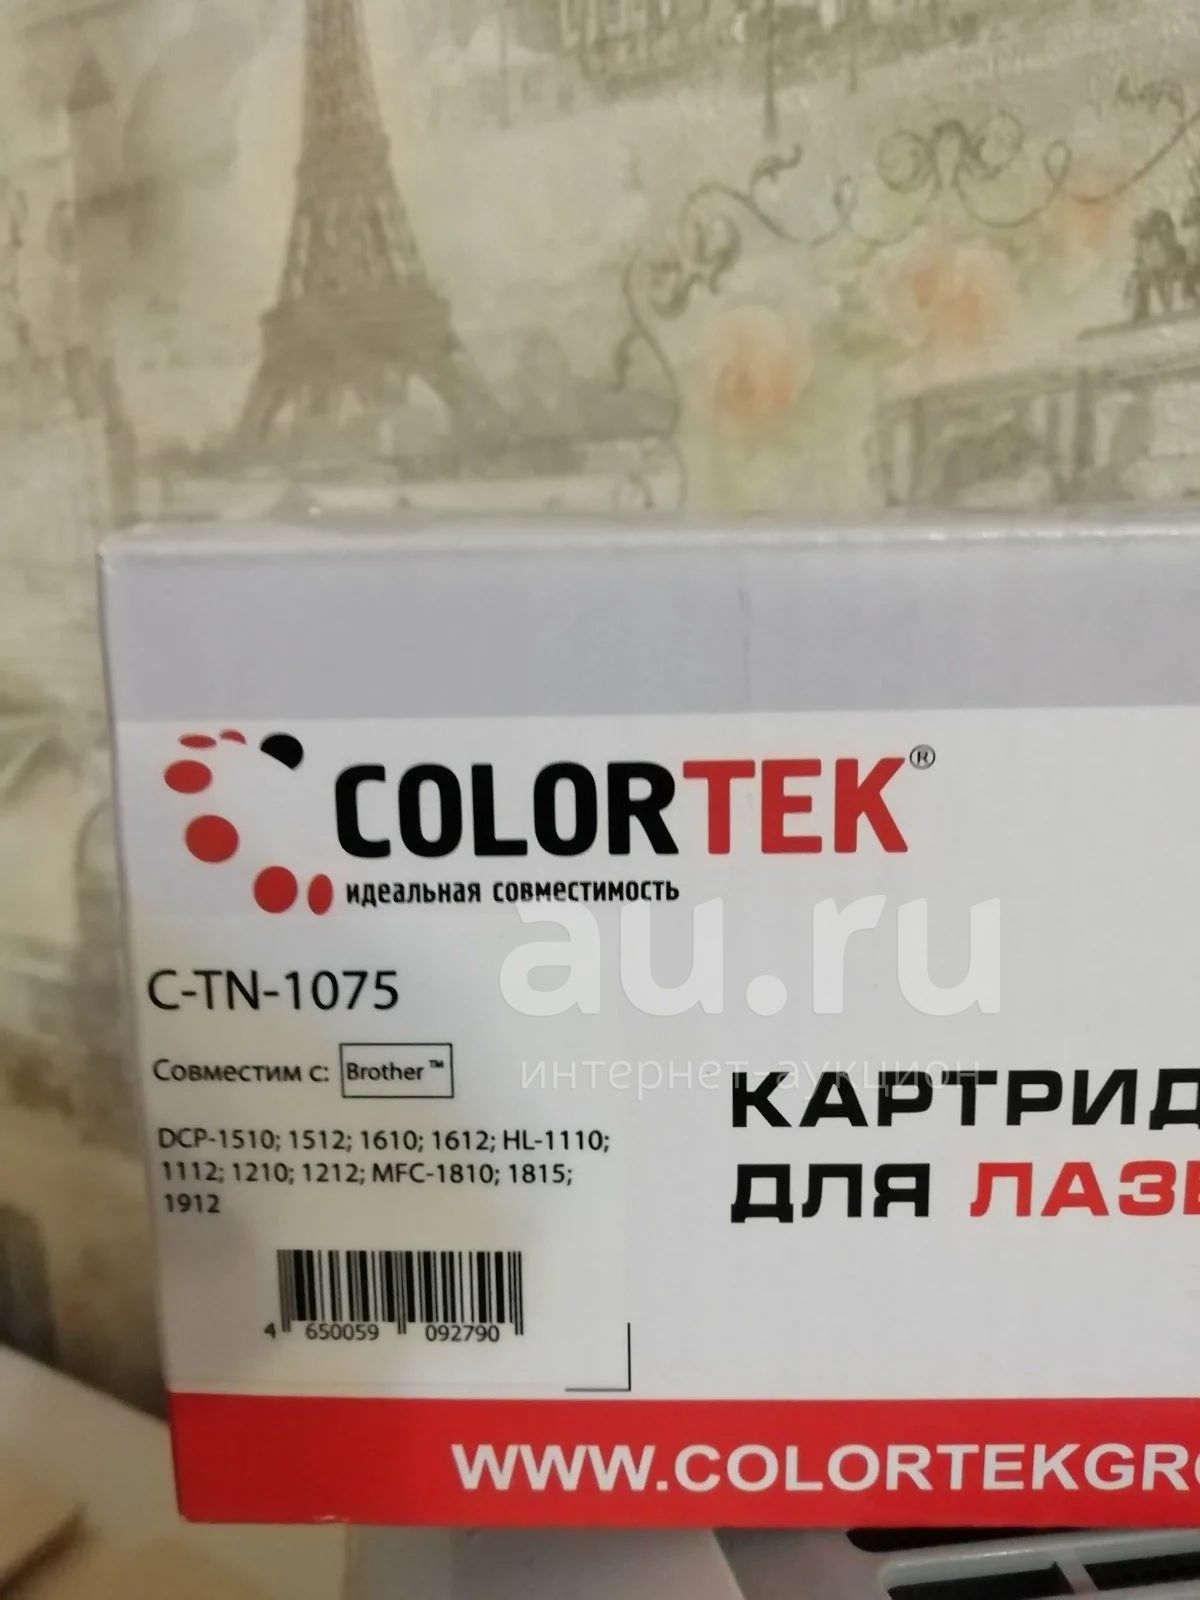 COLORTEK®
идеальная совместимость
C-TN-1075
Совместим с: Brother™
DCP-1510; 1512; 1610; 1612; HL-1110;
1112; 1210; 1212; MFC-1810; 1815;
1912
4 650059 092790
КАРТРИД
ДЛЯ ЛАЗ
WWW.COLORTEKGR
au.ru
интернет-аукцион